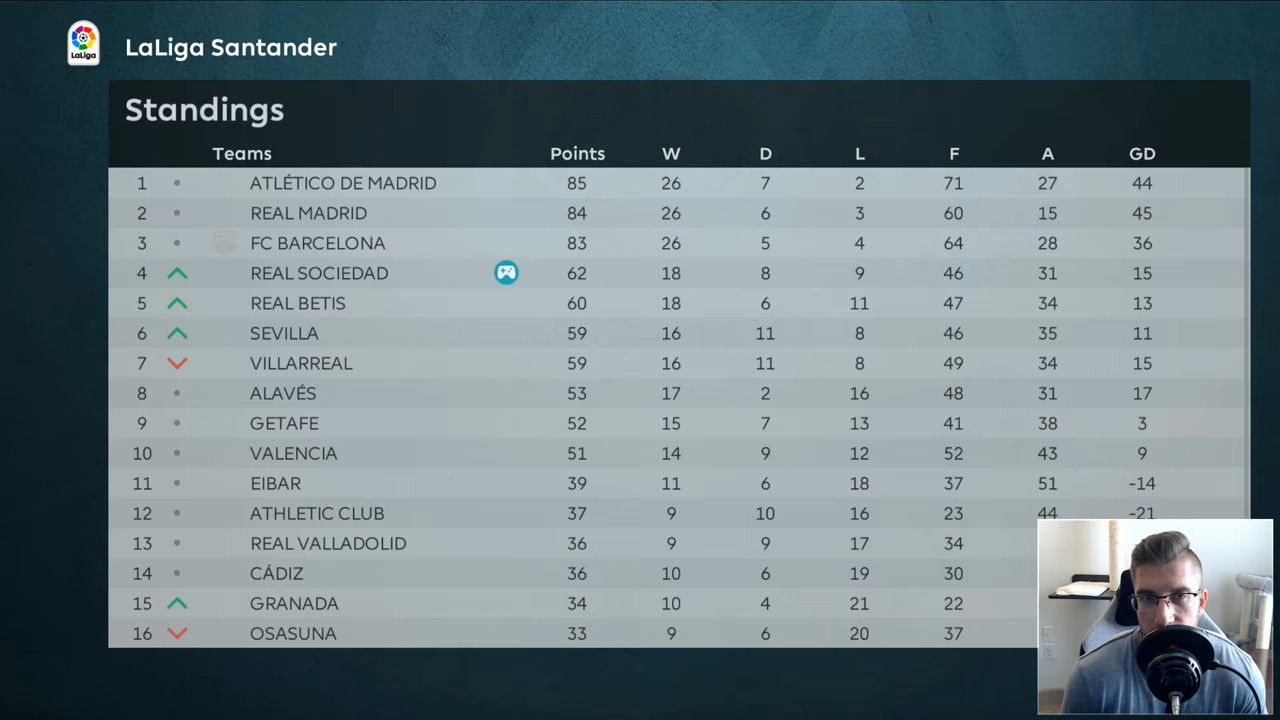 LaLiga
LaLiga Santander
Standings
Teams Points W D L F A GD
1 ATLÉTICO DE MADRID 85 26 7 2 71 27 44
2 REAL MADRID 84 26 6 3 60 15 45
3 FC BARCELONA 83 26 5 4 64 28 36
4 REAL SOCIEDAD 62 18 8 9 46 31 15
5 REAL BETIS 60 18 6 11 47 34 13
6 SEVILLA 59 16 11 8 46 35 11
7 VILLARREAL 59 16 11 8 49 34 15
8 ALAVÉS 53 17 2 16 48 31 17
9 GETAFE 52 15 7 13 41 38 3
10 VALENCIA 51 14 9 12 52 43 9
11 EIBAR 39 11 6 18 37 51 -14
12 ATHLETIC CLUB 37 9 10 16 23 44 -21
13 REAL VALLADOLID 36 9 9 17 34
14 CÁDIZ 36 10 6 19 30
15 GRANADA 34 10 4 21 22
16 OSASUNA 33 9 6 20 37